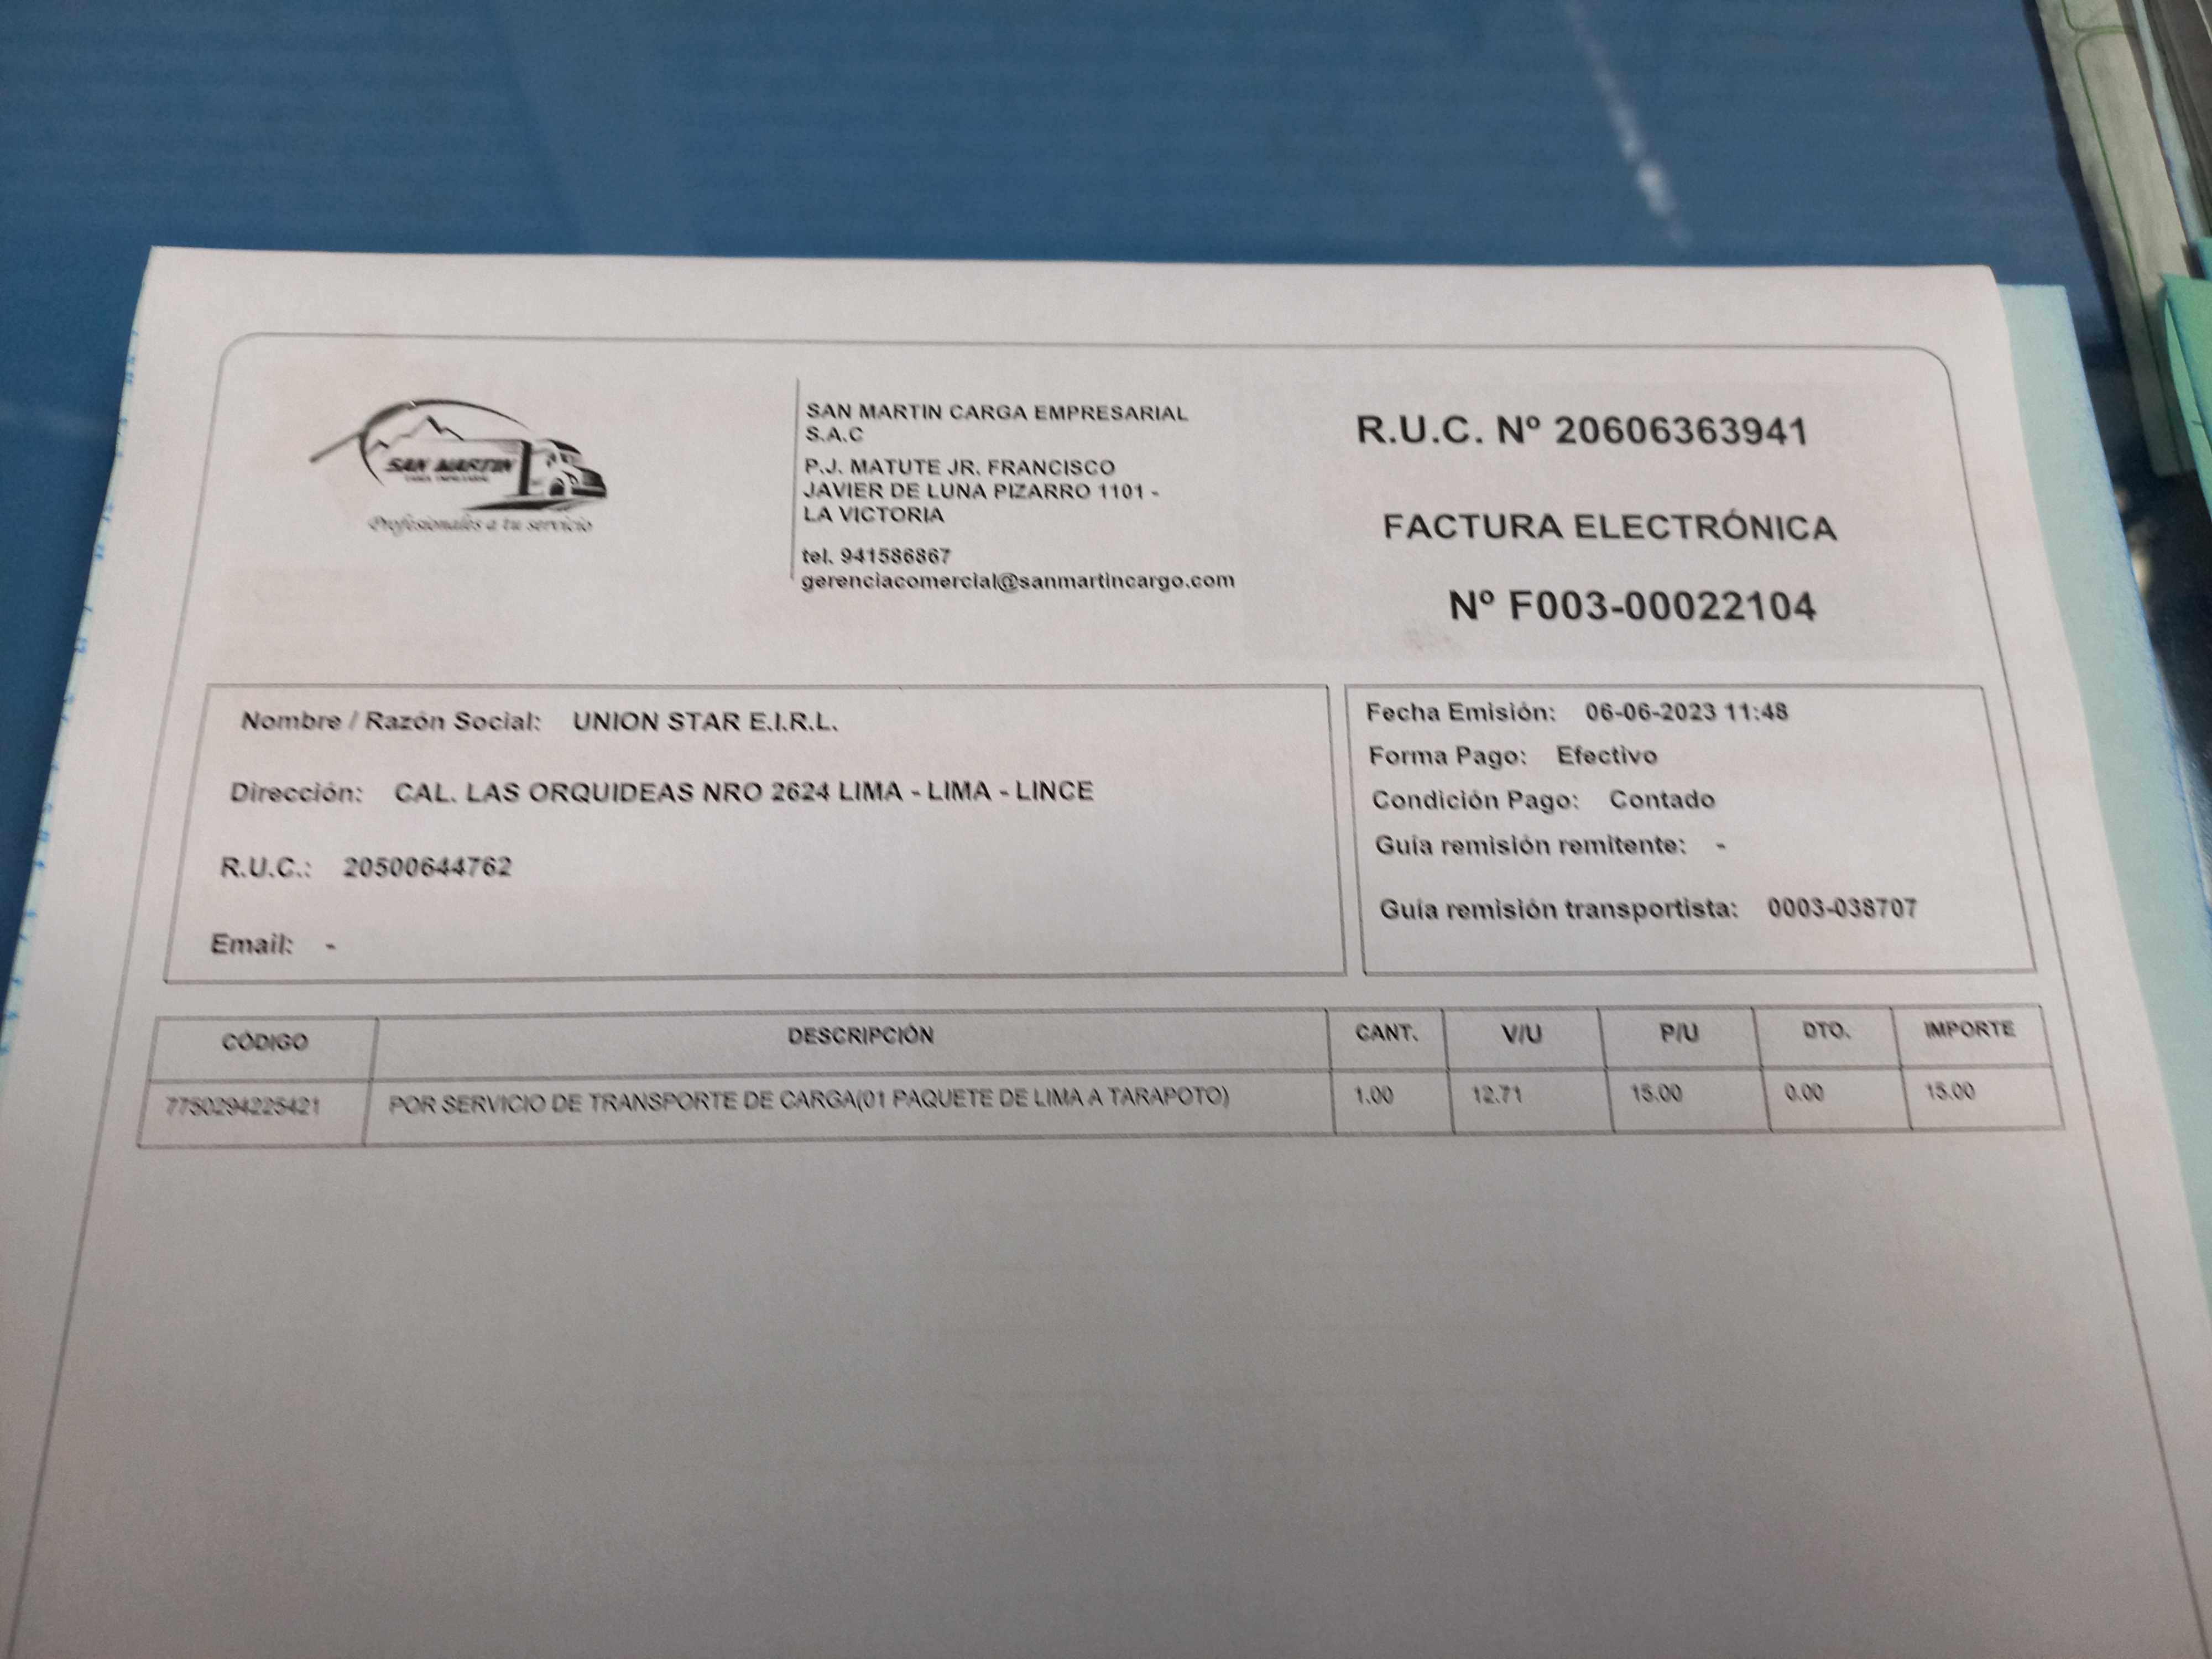 SAN MARTIN
CARGA EMPRESARIAL
Profesionales a tu servicio
SAN MARTIN CARGA EMPRESARIAL
S.A.C
P.J. MATUTE JR. FRANCISCO
JAVIER DE LUNA PIZARRO 1101 -
LA VICTORIA
tel. 941586867
gerenciacomercial@sanmartincargo.com
R.U.C. Nº 20606363941
FACTURA ELECTRÓNICA
Nº F003-00022104
Nombre / Razón Social: UNION STAR E.I.R.L.
Dirección: CAL. LAS ORQUIDEAS NRO 2624 LIMA - LIMA - LINCE
R.U.C.: 20500644762
Email: -
Fecha Emisión: 06-06-2023 11:48
Forma Pago: Efectivo
Condición Pago: Contado
Guía remisión remitente: -
Guía remisión transportista: 0003-038707
CÓDIGO DESCRIPCIÓN CANT. V/U P/U DTO. IMPORTE
7750294225421 POR SERVICIO DE TRANSPORTE DE CARGA(01 PAQUETE DE LIMA A TARAPOTO) 1.00 12.71 15.00 0.00 15.00